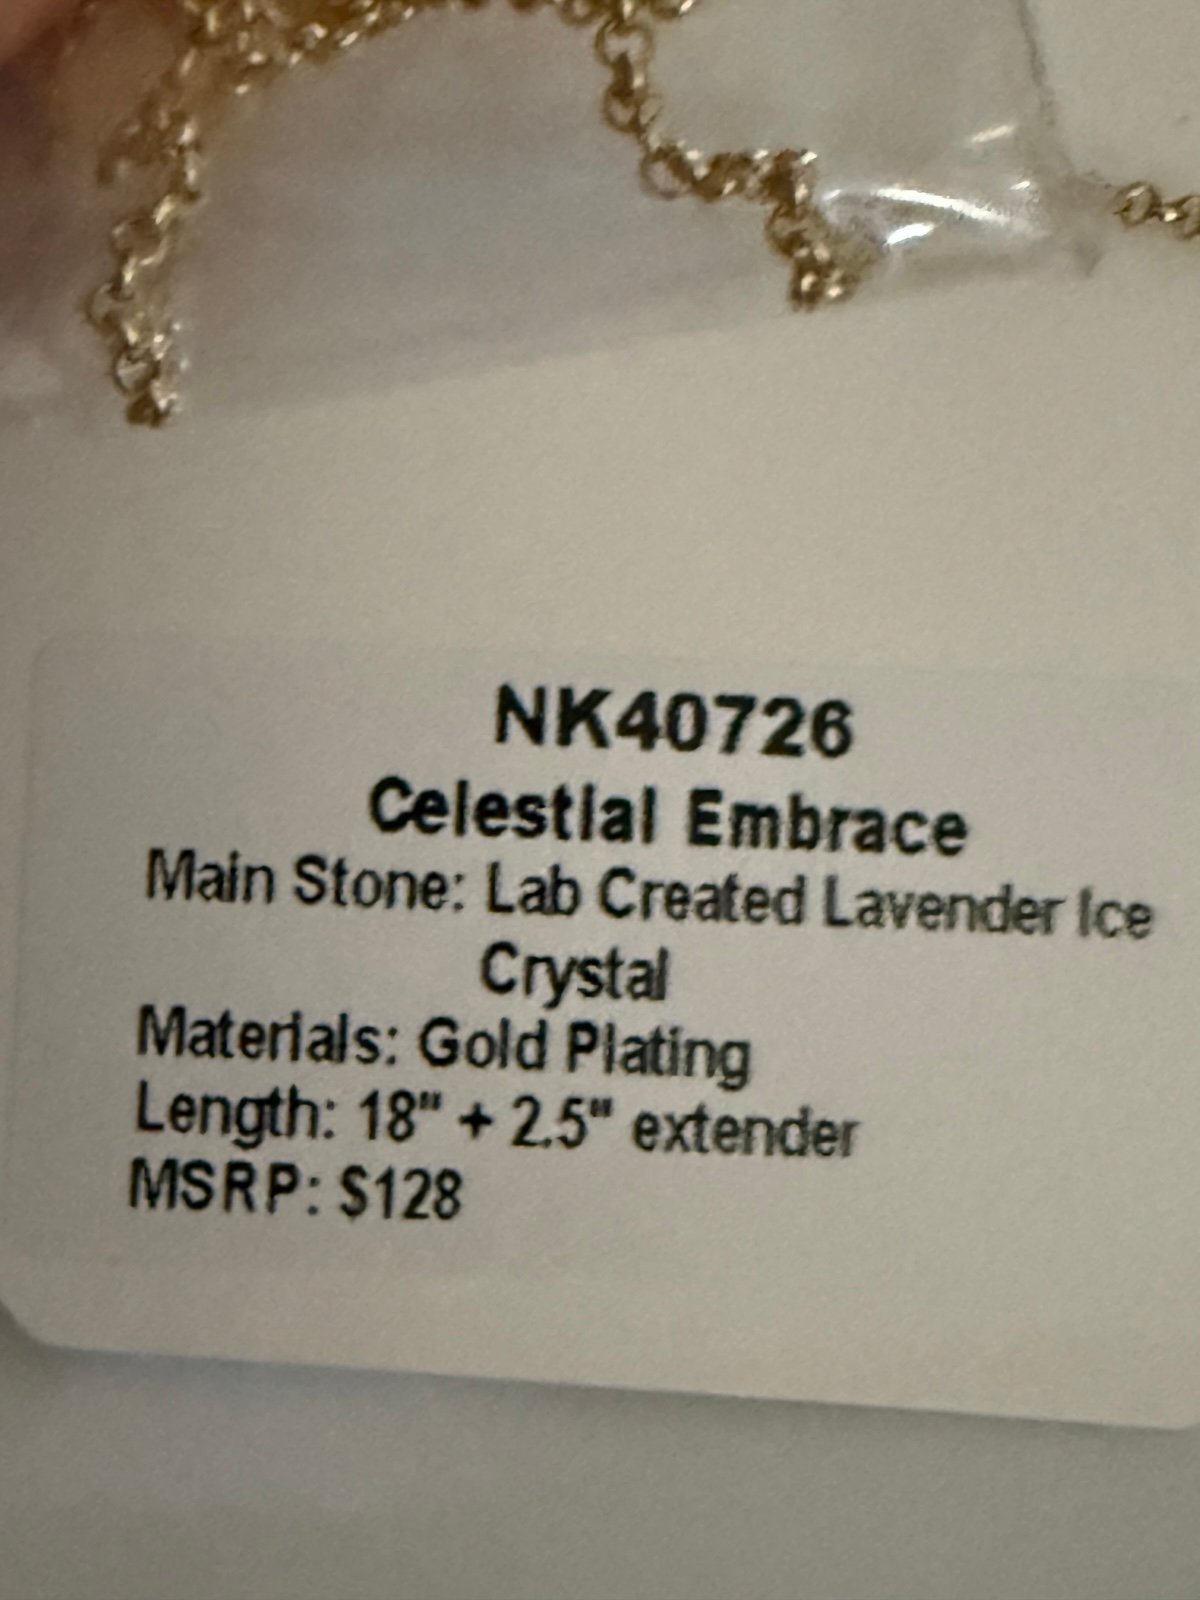 NK40726
Celestial Embrace
Main Stone: Lab Created Lavender Ice
Crystal
Materials: Gold Plating
Length: 18" + 2.5" extender
MSRP: $128